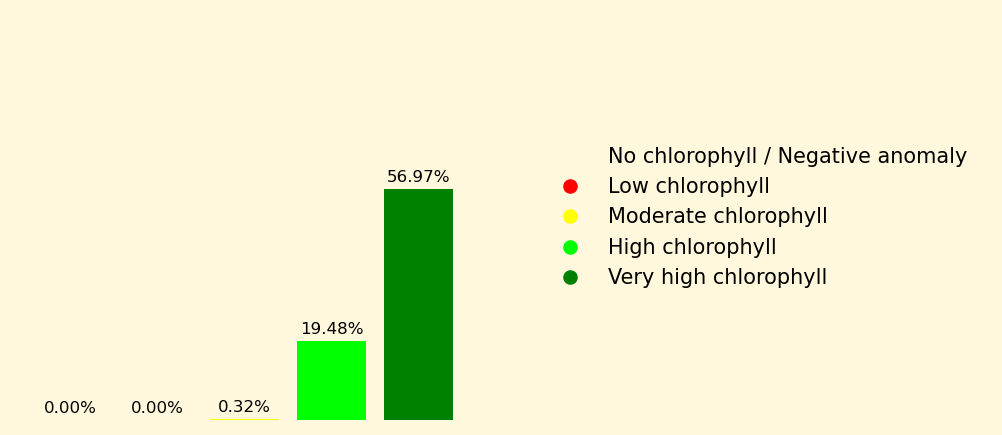 No chlorophyll / Negative anomaly
Low chlorophyll
Moderate chlorophyll
High chlorophyll
Very high chlorophyll
56.97%
19.48%
0.00%
0.00%
0.32%